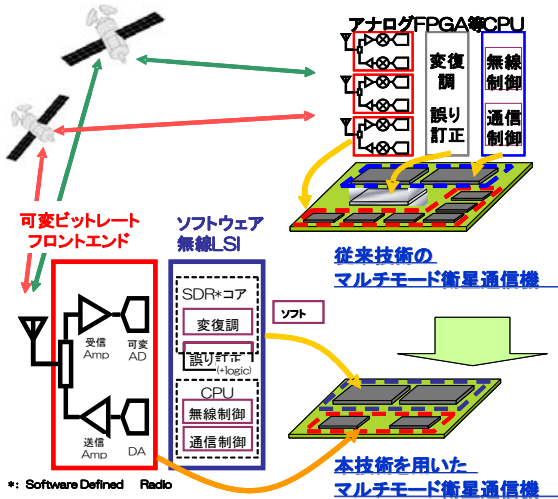 アナログFPGA等CPU
変復調
誤り訂正
無線制御
通信制御
可変ビットレート
フロントエンド
ソフトウェア
無線LSI
従来技術の
マルチモード衛星通信機
SDR*コア
変復調
誤り訂正
(+logic)
CPU
無線制御
通信制御
ソフト
受信
Amp
可変
AD
送信
Amp
DA
本技術を用いた
マルチモード衛星通信機
*: Software Defined Radio